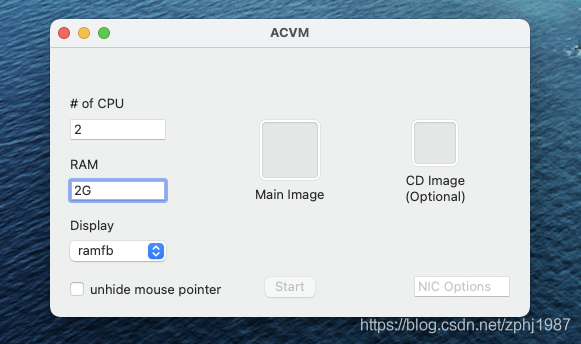 ACVM
# of CPU
2
RAM
2G
Display
ramfb
unhide mouse pointer
Main Image
CD Image
(Optional)
Start
NIC Options
https://blog.csdn.net/zphj1987